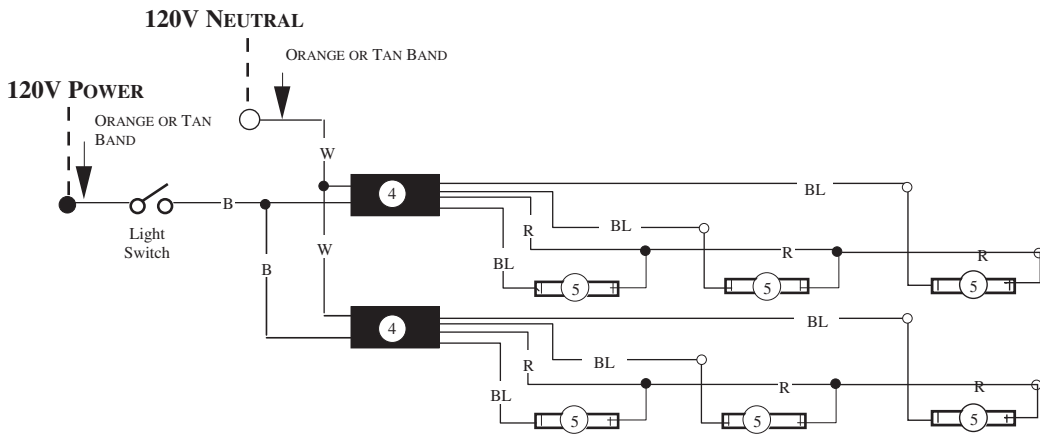 120V NEUTRAL
ORANGE OR TAN BAND
120V POWER
ORANGE OR TAN
BAND
W
4
BL
B
R
BL
R
R
Light
Switch
W
B
BL
5
5
5
4
BL
R
BL
R
R
BL
5
5
5